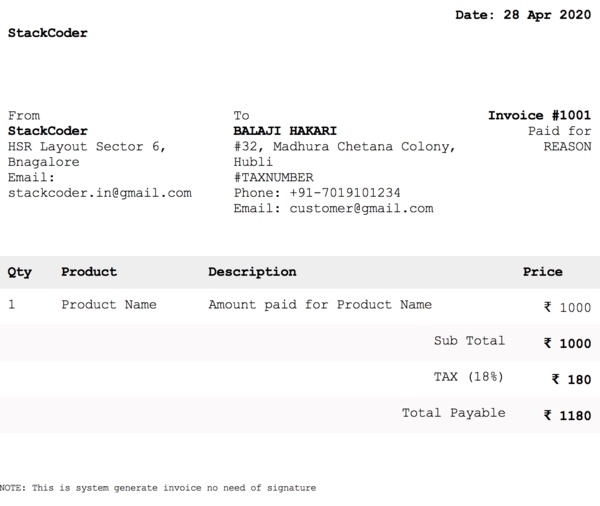 Date: 28 Apr 2020
StackCoder
From
StackCoder
HSR Layout Sector 6,
Bnagalore
Email:
stackcoder.in@gmail.com
To
BALAJI HAKARI
#32, Madhura Chetana Colony,
Hubli
#TAXNUMBER
Phone: +91-7019101234
Email: customer@gmail.com
Invoice #1001
Paid for
REASON
Qty Product Description Price
1 Product Name Amount paid for Product Name ₹ 1000
Sub Total ₹ 1000
TAX (18%) ₹ 180
Total Payable ₹ 1180
NOTE: This is system generate invoice no need of signature